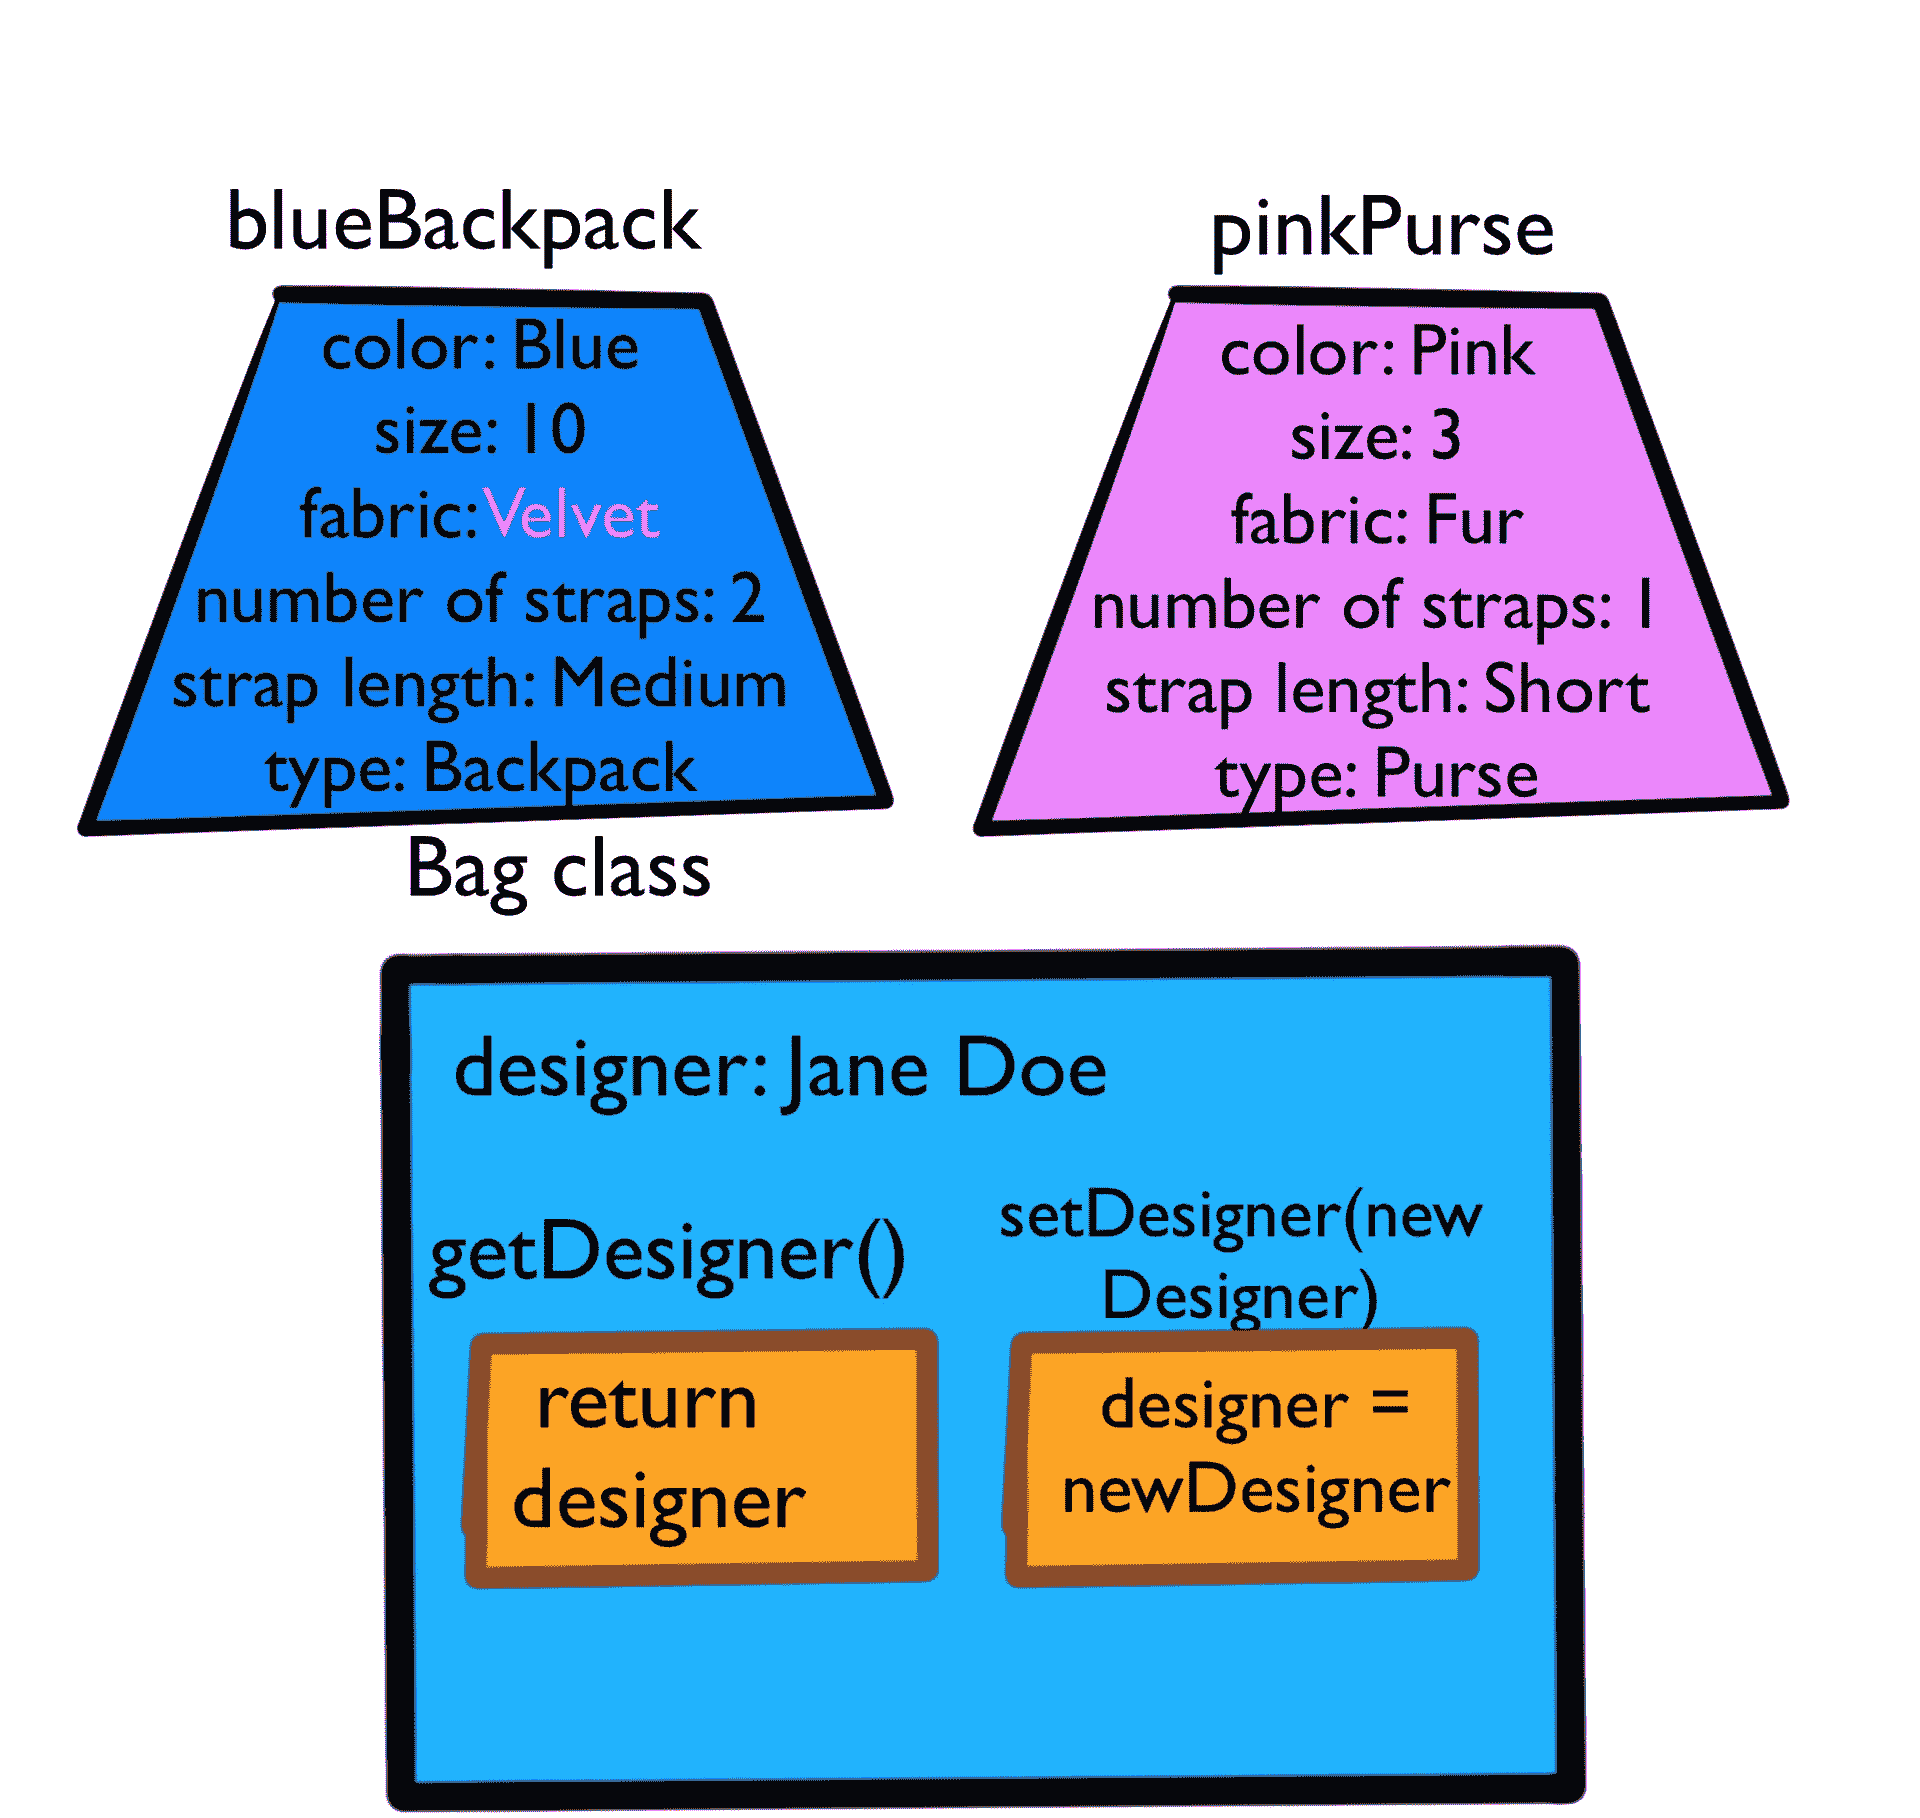 blueBackpack
color: Blue
size: 10
fabric: Velvet
number of straps: 2
strap length: Medium
type: Backpack
pinkPurse
color: Pink
size: 3
fabric: Fur
number of straps: 1
strap length: Short
type: Purse
Bag class
designer: Jane Doe
getDesigner()
return
designer
setDesigner(new
Designer)
designer =
newDesigner